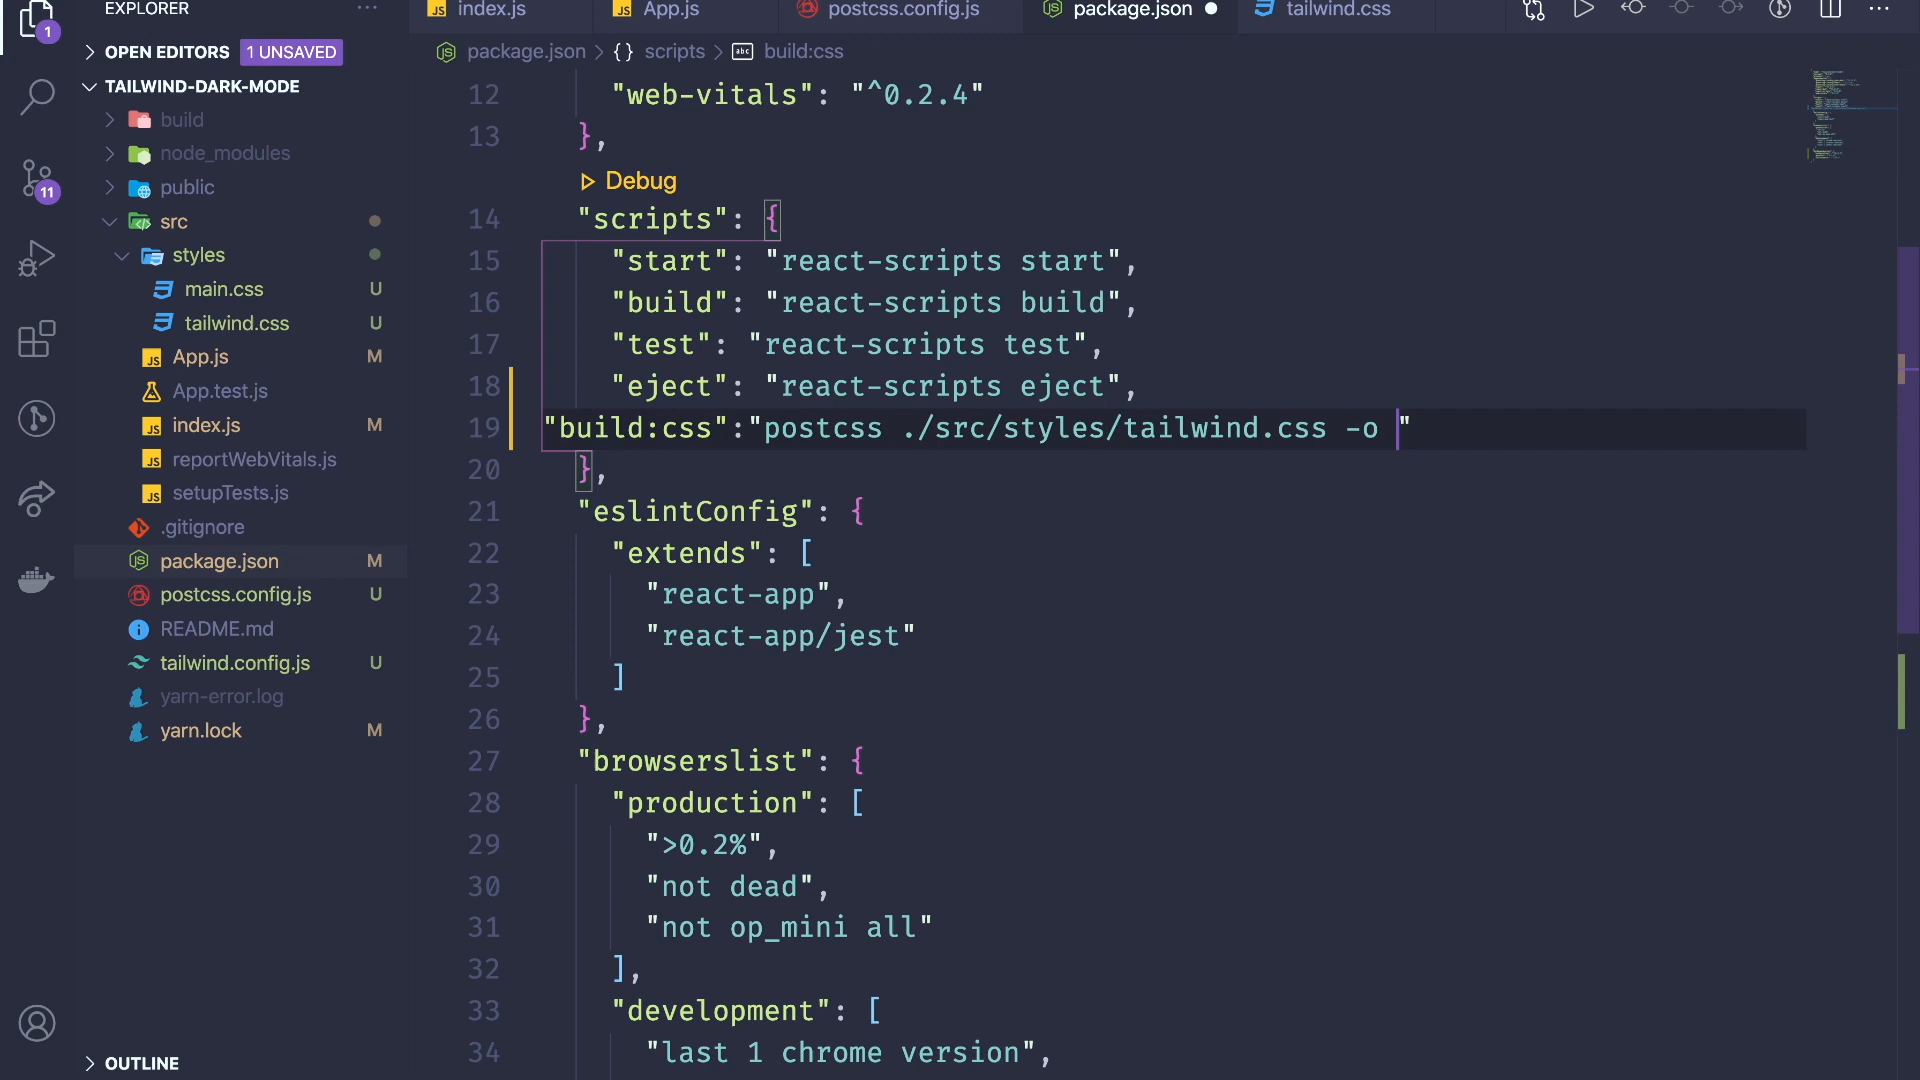 EXPLORER
1
OPEN EDITORS 1 UNSAVED
TAILWIND-DARK-MODE
build
node_modules
11
public
src
styles
main.css U
tailwind.css U
App.js M
App.test.js
index.js M
reportWebVitals.js
setupTests.js
.gitignore
package.json M
postcss.config.js U
README.md
tailwind.config.js U
yarn-error.log
yarn.lock M
OUTLINE
JS index.js
JS App.js
postcss.config.js
package.json
tailwind.css
package.json > {} scripts > abc build:css
12 "web-vitals": "^0.2.4"
13 },
Debug
14 "scripts": {
15 "start": "react-scripts start",
16 "build": "react-scripts build",
17 "test": "react-scripts test",
18 "eject": "react-scripts eject",
19 "build:css":"postcss ./src/styles/tailwind.css -o "
20 },
21 "eslintConfig": {
22 "extends": [
23 "react-app",
24 "react-app/jest"
25 ]
26 },
27 "browserslist": {
28 "production": [
29 ">0.2%",
30 "not dead",
31 "not op_mini all"
32 ],
33 "development": [
34 "last 1 chrome version",